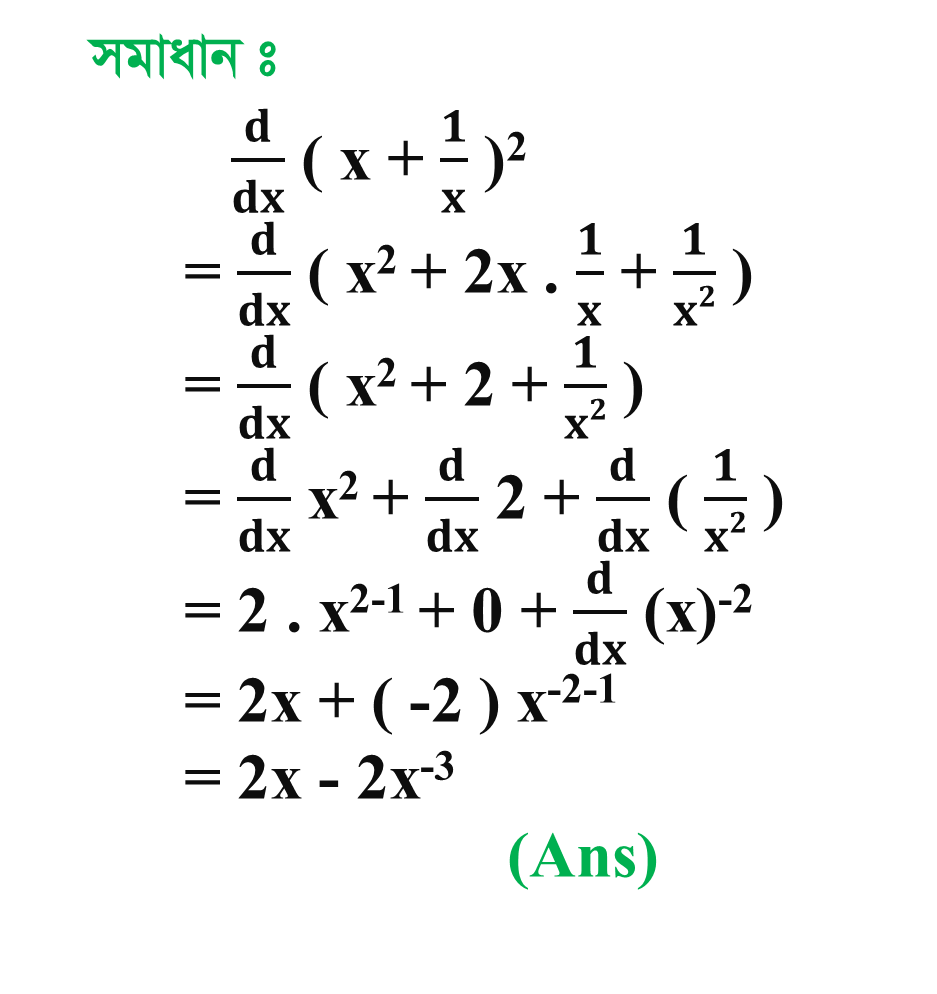 সমাধান ঃ
d/dx ( x + 1/x )²
= d/dx ( x² + 2x . 1/x + 1/x² )
= d/dx ( x² + 2 + 1/x² )
= d/dx x² + d/dx 2 + d/dx ( 1/x² )
= 2 . x²⁻¹ + 0 + d/dx (x)⁻²
= 2x + ( -2 ) x⁻²⁻¹
= 2x - 2x⁻³
(Ans)